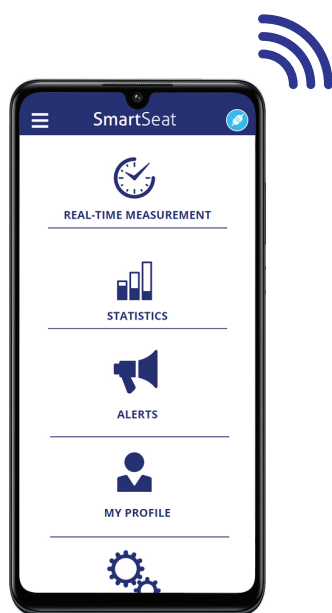 SmartSeat
REAL-TIME MEASUREMENT
STATISTICS
ALERTS
MY PROFILE